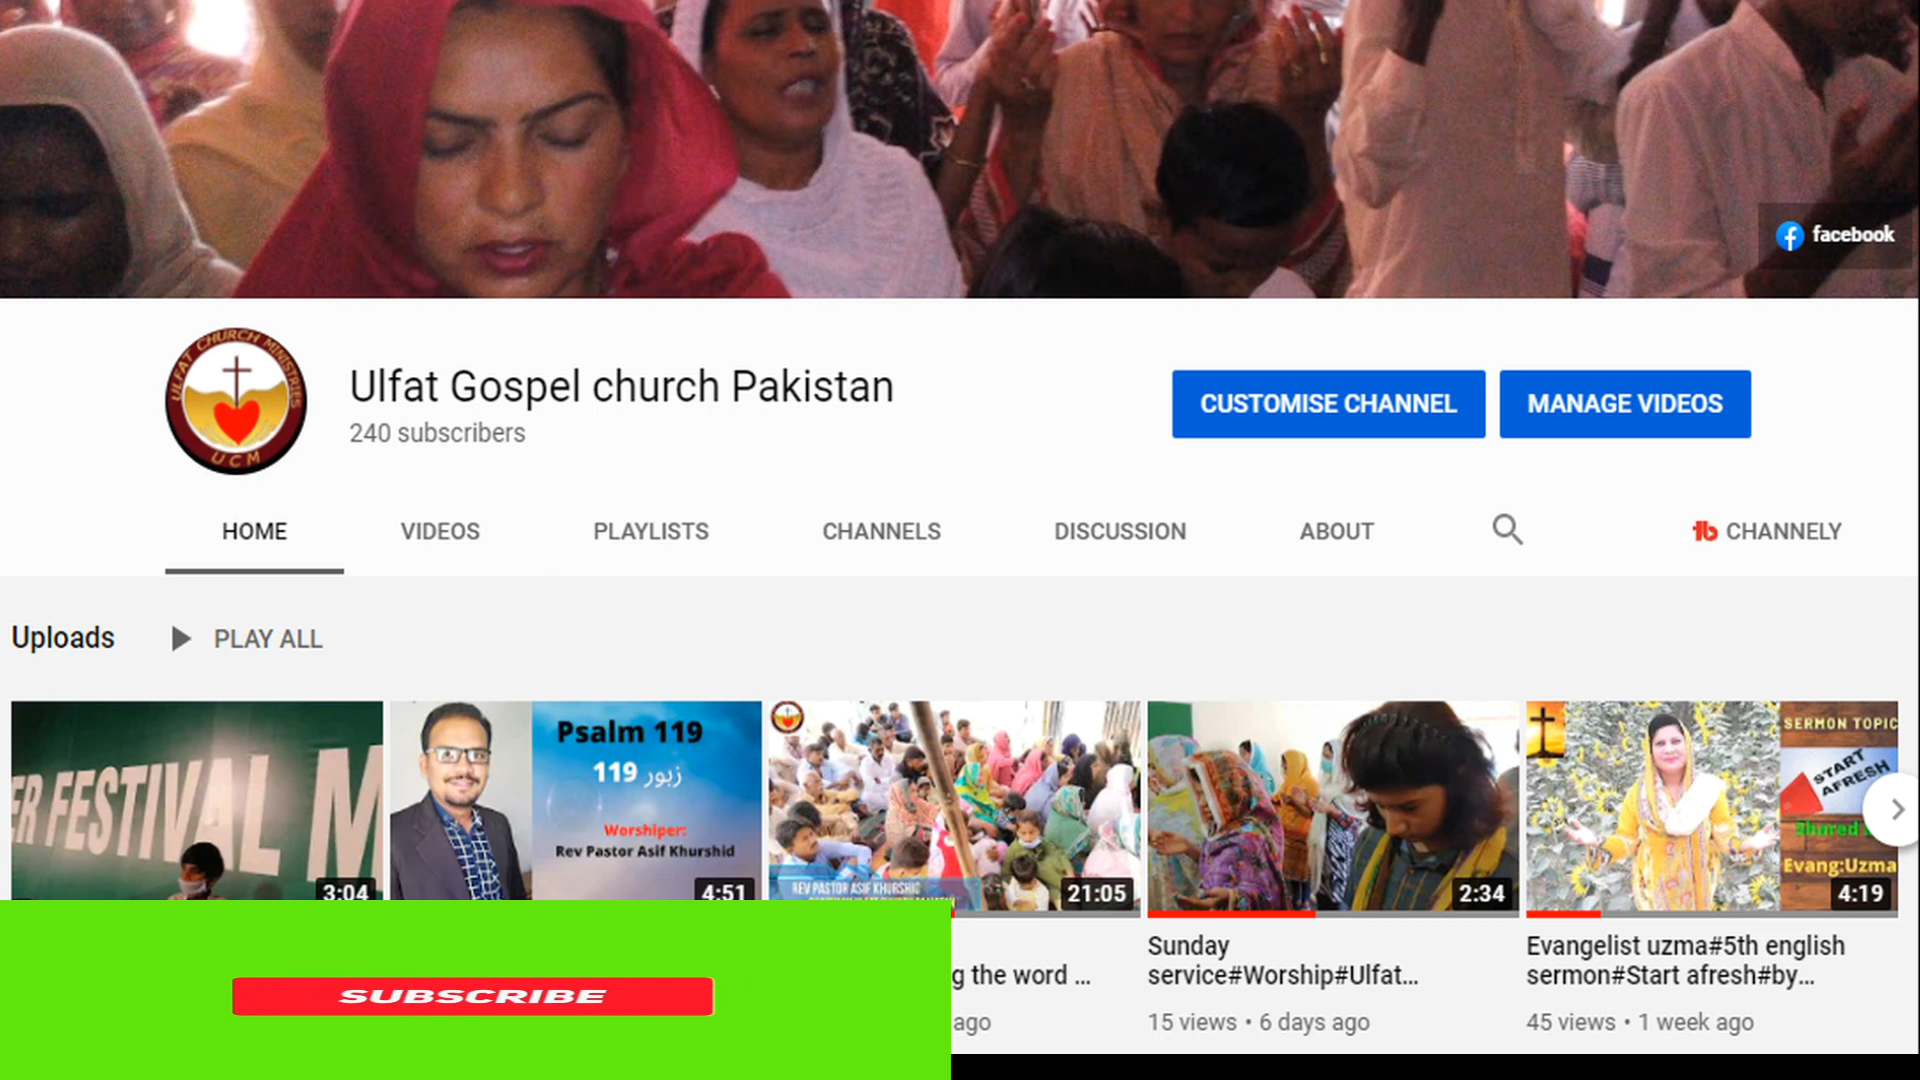 facebook
ULFAT CHURCH MINISTRIES
UCM
Ulfat Gospel church Pakistan
240 subscribers
CUSTOMISE CHANNEL
MANAGE VIDEOS
HOME
VIDEOS
PLAYLISTS
CHANNELS
DISCUSSION
ABOUT
CHANNELY
Uploads
PLAY ALL
ER FESTIVAL M
3:04
Psalm 119
زبور 119
Worshiper:
Rev Pastor Asif Khurshid
4:51
REV PASTOR ASIF KHURSHID
21:05
2:34
SERMON TOPIC
START
AFRESH
Shared
Evang:Uzma
4:19
g the word ...
ago
Sunday
service#Worship#Ulfat...
15 views • 6 days ago
Evangelist uzma#5th english
sermon#Start afresh#by...
45 views • 1 week ago
SUBSCRIBE